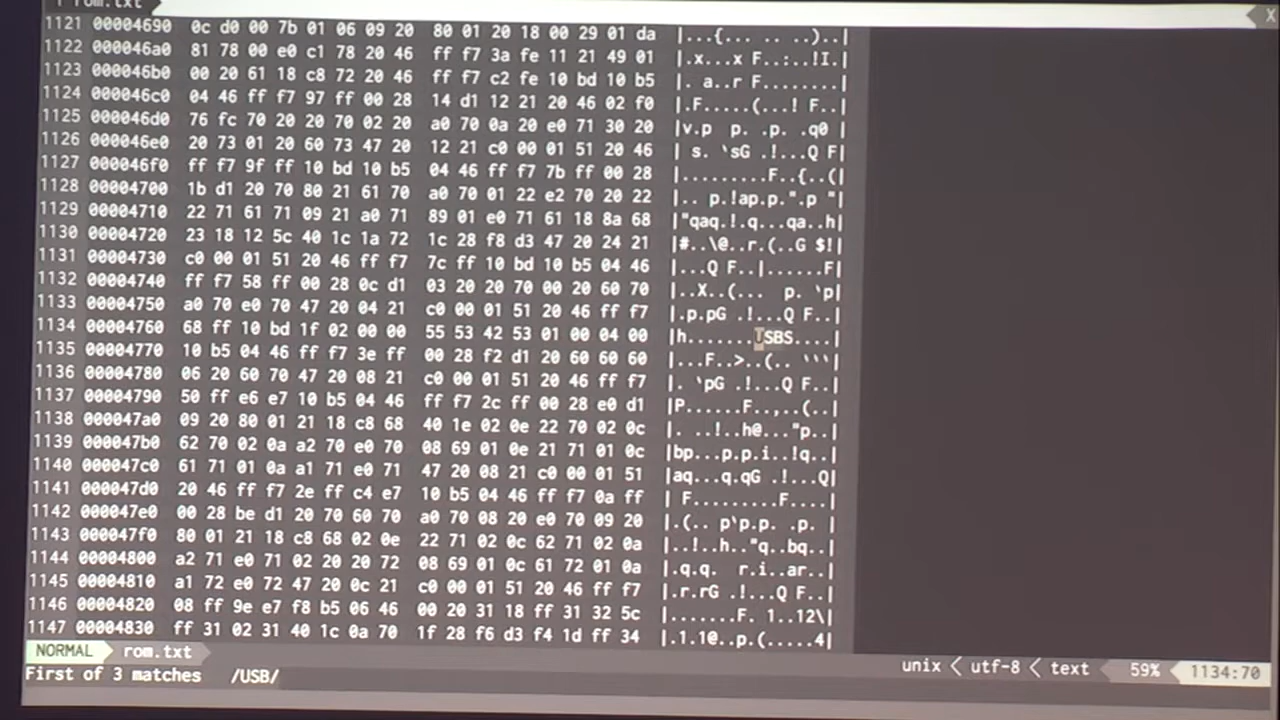 rom.txt
1121 00004690 0c d0 00 7b 01 06 09 20 80 01 20 18 00 29 01 da |...{... .. ..)..|
1122 000046a0 81 78 00 e0 c1 78 20 46 ff f7 3a fe 11 21 49 01 |.x...x F..:..!I.|
1123 000046b0 00 20 61 18 c8 72 20 46 ff f7 c2 fe 10 bd 10 b5 |. a..r F........|
1124 000046c0 04 46 ff f7 97 ff 00 28 14 d1 12 21 20 46 02 f0 |.F.....(...! F..|
1125 000046d0 76 fc 70 20 20 70 02 20 a0 70 0a 20 e0 71 30 20 |v.p p. .p. .q0 |
1126 000046e0 20 73 01 20 60 73 47 20 12 21 c0 00 01 51 20 46 | s. `sG .!...Q F|
1127 000046f0 ff f7 9f ff 10 bd 10 b5 04 46 ff f7 7b ff 00 28 |.........F..{..(|
1128 00004700 1b d1 20 70 80 21 61 70 a0 70 01 22 e2 70 20 22 |.. p.!ap.p.".p "|
1129 00004710 22 71 61 71 09 21 a0 71 89 01 e0 71 61 18 8a 68 |"qaq.!.q...qa..h|
1130 00004720 23 18 12 5c 40 1c 1a 72 1c 28 f8 d3 47 20 24 21 |#..\@..r.(..G $!|
1131 00004730 c0 00 01 51 20 46 ff f7 7c ff 10 bd 10 b5 04 46 |...Q F..|......F|
1132 00004740 ff f7 58 ff 00 28 0c d1 03 20 20 70 00 20 60 70 |..X..(... p. `p|
1133 00004750 a0 70 e0 70 47 20 04 21 c0 00 01 51 20 46 ff f7 |.p.pG .!...Q F..|
1134 00004760 68 ff 10 bd 1f 02 00 00 55 53 42 53 01 00 04 00 |h.......USBS....|
1135 00004770 10 b5 04 46 ff f7 3e ff 00 28 f2 d1 20 60 60 60 |...F..>..(.. ```|
1136 00004780 06 20 60 70 47 20 08 21 c0 00 01 51 20 46 ff f7 |. `pG .!...Q F..|
1137 00004790 50 ff e6 e7 10 b5 04 46 ff f7 2c ff 00 28 e0 d1 |P......F..,..(..|
1138 000047a0 09 20 80 01 21 18 c8 68 40 1e 02 0e 22 70 02 0c |. ..!..h@..."p..|
1139 000047b0 62 70 02 0a a2 70 e0 70 08 69 01 0e 21 71 01 0c |bp...p.p.i..!q..|
1140 000047c0 61 71 01 0a a1 71 e0 71 47 20 08 21 c0 00 01 51 |aq...q.qG .!...Q|
1141 000047d0 20 46 ff f7 2e ff c4 e7 10 b5 04 46 ff f7 0a ff | F.........F....|
1142 000047e0 00 28 be d1 20 70 60 70 a0 70 08 20 e0 70 09 20 |.(.. p`p.p. .p. |
1143 000047f0 80 01 21 18 c8 68 02 0e 22 71 02 0c 62 71 02 0a |..!..h.."q..bq..|
1144 00004800 a2 71 e0 71 02 20 20 72 08 69 01 0c 61 72 01 0a |.q.q. r.i..ar..|
1145 00004810 a1 72 e0 72 47 20 0c 21 c0 00 01 51 20 46 ff f7 |.r.rG .!...Q F..|
1146 00004820 08 ff 9e e7 f8 b5 06 46 00 20 31 18 ff 31 32 5c |.......F. 1..12\|
1147 00004830 ff 31 02 31 40 1c 0a 70 1f 28 f6 d3 f4 1d ff 34 |.1.1@..p.(.....4|
NORMAL rom.txt unix < utf-8 < text 59% 1134:70
First of 3 matches /USB/